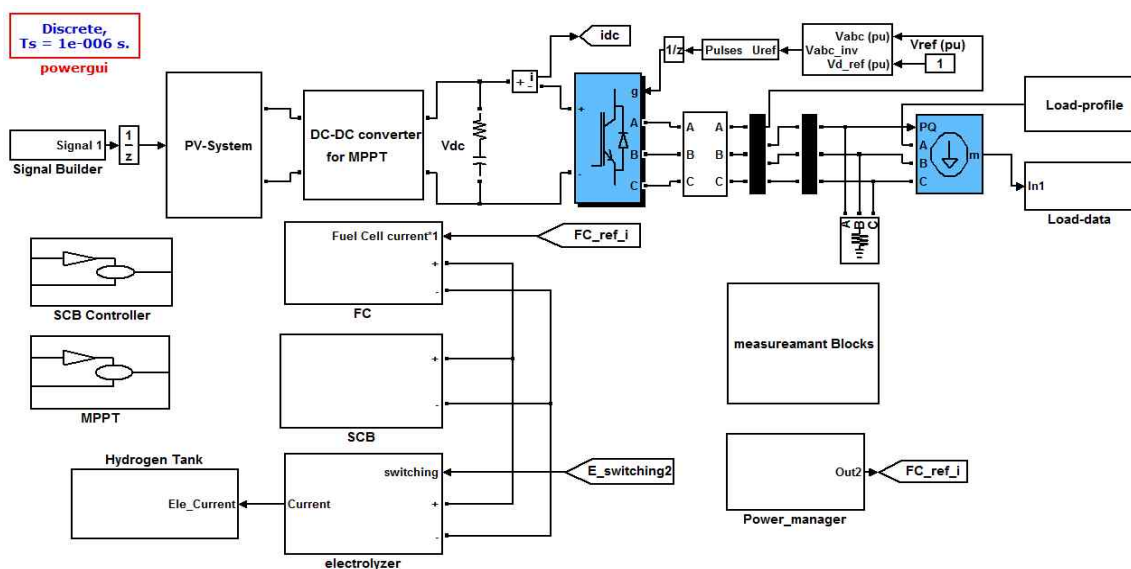 Discrete,
Ts = 1e-006 s.
powergui
idc
1/z
Pulses Uref
Vabc (pu)
Vabc_inv
Vd_ref (pu)
Vref (pu)
1
Signal 1
Signal Builder
1
z
PV-System
DC-DC converter
for MPPT
Vdc
+ i
-
g
+
-
A
B
C
A A
B B
C C
PQ
A
B
C
m
Load-profile
In1
Load-data
A B C
Fuel Cell current*1
+
-
FC
FC_ref_i
SCB Controller
MPPT
+
-
SCB
measureamant Blocks
Hydrogen Tank
Ele_Current
switching
Current
+
-
electrolyzer
E_switching2
Out2
Power_manager
FC_ref_i